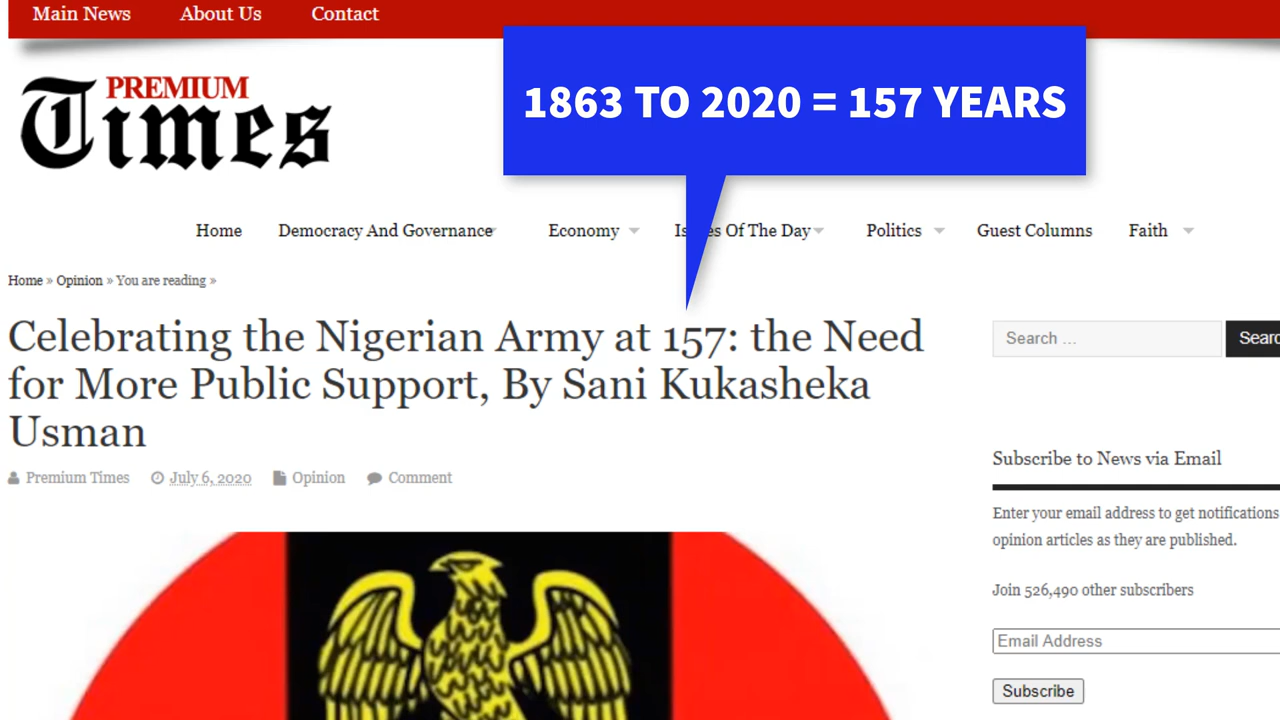 Main News About Us Contact
PREMIUM
Times
1863 TO 2020 = 157 YEARS
Home Democracy And Governance Economy Of The Day Politics Guest Columns Faith
Home » Opinion » You are reading »
Celebrating the Nigerian Army at 157: the Need
for More Public Support, By Sani Kukasheka
Usman
Premium Times July 6, 2020 Opinion Comment
Search ...
Subscribe to News via Email
Enter your email address to get notifications
opinion articles as they are published.
Join 526,490 other subscribers
Email Address
Subscribe